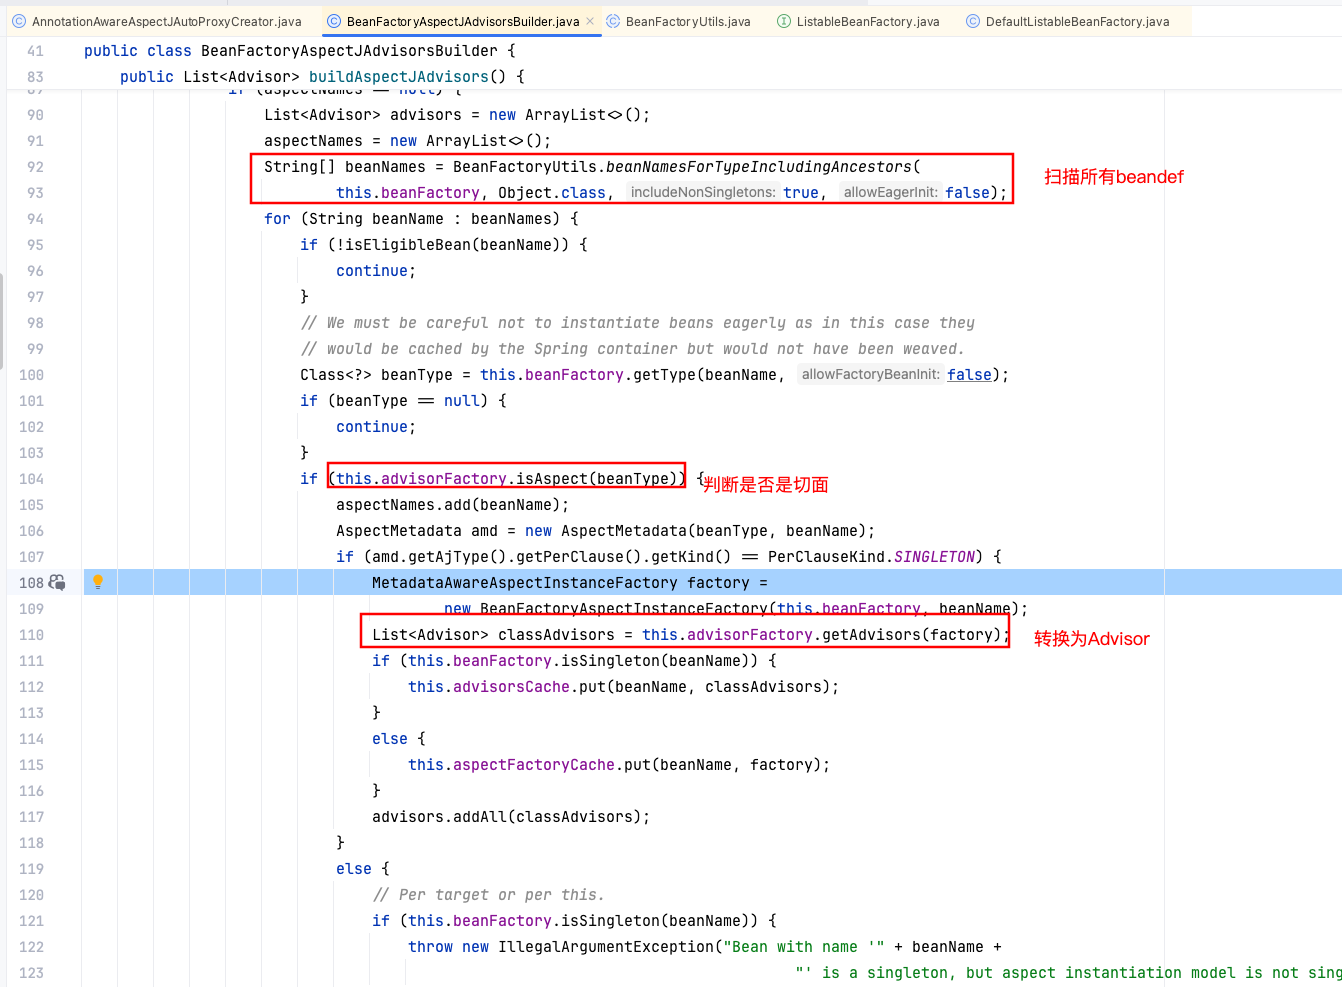 AnnotationAwareAspectJAutoProxyCreator.java BeanFactoryAspectJAdvisorsBuilder.java BeanFactoryUtils.java ListableBeanFactory.java DefaultListableBeanFactory.java
41 public class BeanFactoryAspectJAdvisorsBuilder {
83 public List<Advisor> buildAspectJAdvisors() {
89 if (aspectNames == null) {
90 List<Advisor> advisors = new ArrayList<>();
91 aspectNames = new ArrayList<>();
92 String[] beanNames = BeanFactoryUtils.beanNamesForTypeIncludingAncestors(
93 this.beanFactory, Object.class, includeNonSingletons: true, allowEagerInit: false);
扫描所有beandef
94 for (String beanName : beanNames) {
95 if (!isEligibleBean(beanName)) {
96 continue;
97 }
98 // We must be careful not to instantiate beans eagerly as in this case they
99 // would be cached by the Spring container but would not have been weaved.
100 Class<?> beanType = this.beanFactory.getType(beanName, allowFactoryBeanInit: false);
101 if (beanType == null) {
102 continue;
103 }
104 if (this.advisorFactory.isAspect(beanType)) {
判断是否是切面
105 aspectNames.add(beanName);
106 AspectMetadata amd = new AspectMetadata(beanType, beanName);
107 if (amd.getAjType().getPerClause().getKind() == PerClauseKind.SINGLETON) {
108 MetadataAwareAspectInstanceFactory factory =
109 new BeanFactoryAspectInstanceFactory(this.beanFactory, beanName);
110 List<Advisor> classAdvisors = this.advisorFactory.getAdvisors(factory);
转换为Advisor
111 if (this.beanFactory.isSingleton(beanName)) {
112 this.advisorsCache.put(beanName, classAdvisors);
113 }
114 else {
115 this.aspectFactoryCache.put(beanName, factory);
116 }
117 advisors.addAll(classAdvisors);
118 }
119 else {
120 // Per target or per this.
121 if (this.beanFactory.isSingleton(beanName)) {
122 throw new IllegalArgumentException("Bean with name '" + beanName +
123 "' is a singleton, but aspect instantiation model is not sing